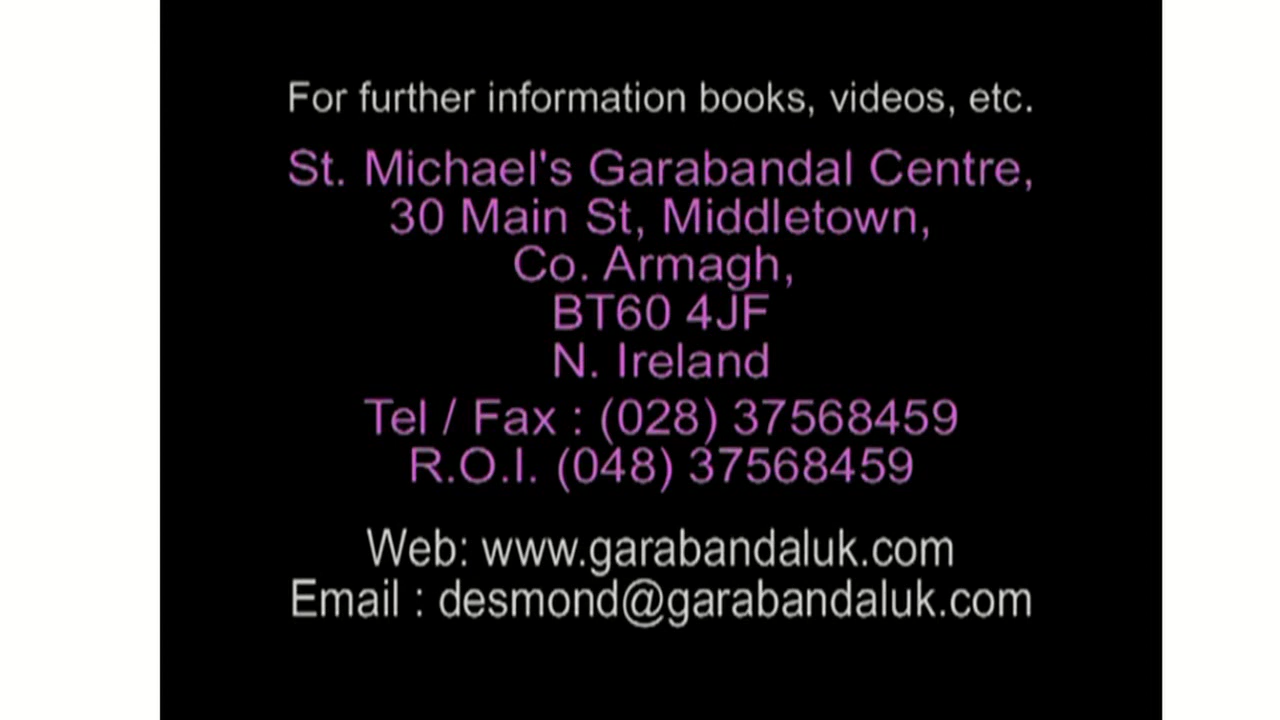 For further information books, videos, etc.
St. Michael's Garabandal Centre,
30 Main St, Middletown,
Co. Armagh,
BT60 4JF
N. Ireland
Tel / Fax : (028) 37568459
R.O.I. (048) 37568459
Web: www.garabandaluk.com
Email : desmond@garabandaluk.com